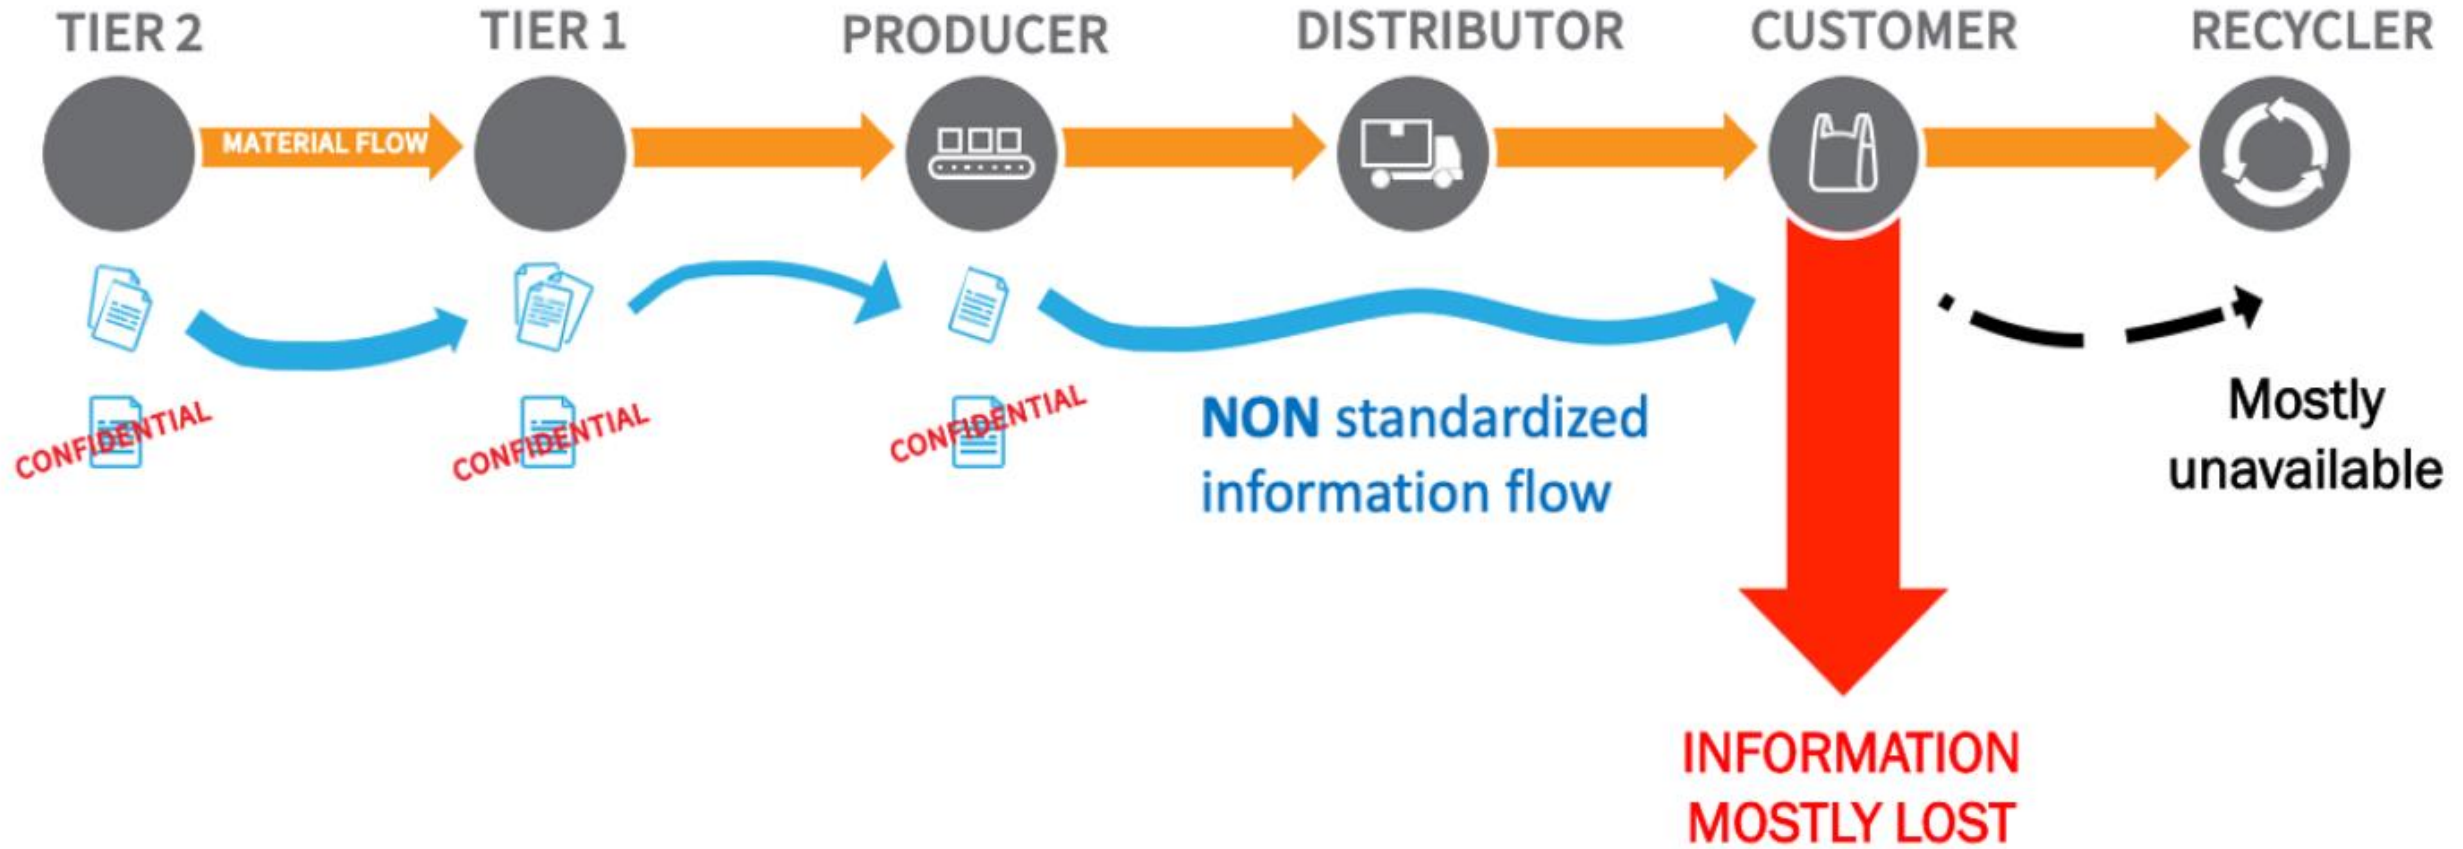 TIER 2
TIER 1
PRODUCER
DISTRIBUTOR
CUSTOMER
RECYCLER
MATERIAL FLOW
CONFIDENTIAL
CONFIDENTIAL
CONFIDENTIAL
NON standardized
information flow
Mostly
unavailable
INFORMATION
MOSTLY LOST